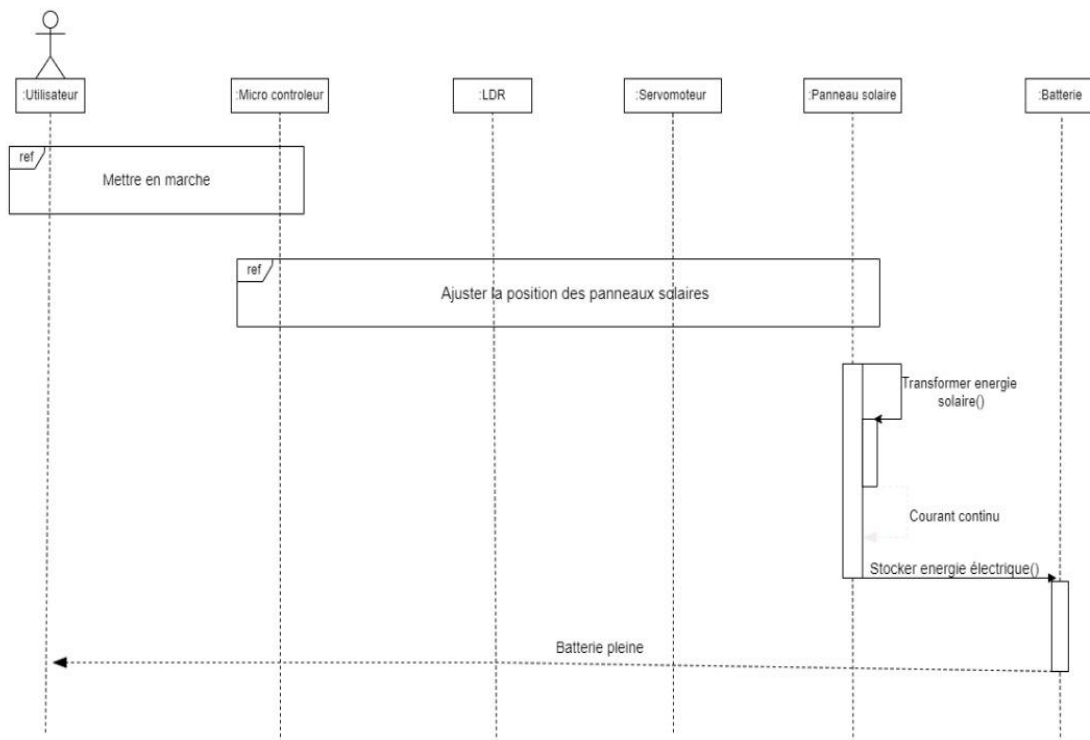 :Utilisateur
:Micro controleur
:LDR
:Servomoteur
:Panneau solaire
:Batterie
ref
Mettre en marche
ref
Ajuster la position des panneaux solaires
Transformer energie
solaire()
Courant continu
Stocker energie électrique()
Batterie pleine